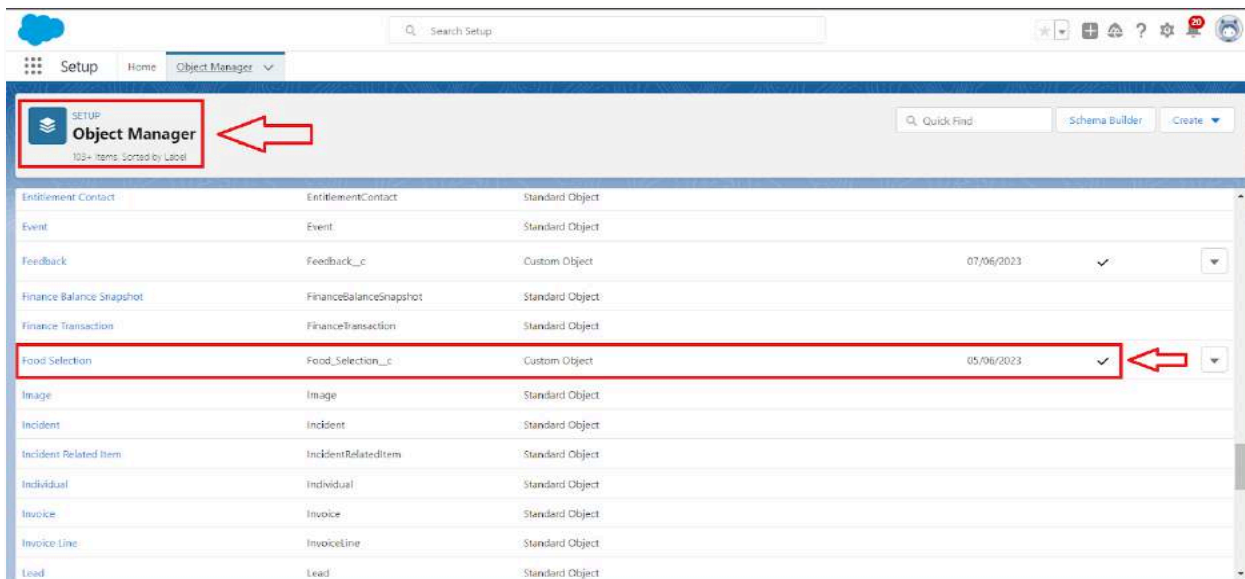 Search Setup
20
Setup Home Object Manager
SETUP
Object Manager
103+ Items, Sorted by Label
Quick Find
Schema Builder
Create
Entitlement Contact EntitlementContact Standard Object
Event Event Standard Object
Feedback Feedback__c Custom Object 07/06/2023
Finance Balance Snapshot FinanceBalanceSnapshot Standard Object
Finance Transaction FinanceTransaction Standard Object
Food Selection Food_Selection__c Custom Object 05/06/2023
Image Image Standard Object
Incident Incident Standard Object
Incident Related Item IncidentRelatedItem Standard Object
Individual Individual Standard Object
Invoice Invoice Standard Object
Invoice Line InvoiceLine Standard Object
Lead Lead Standard Object